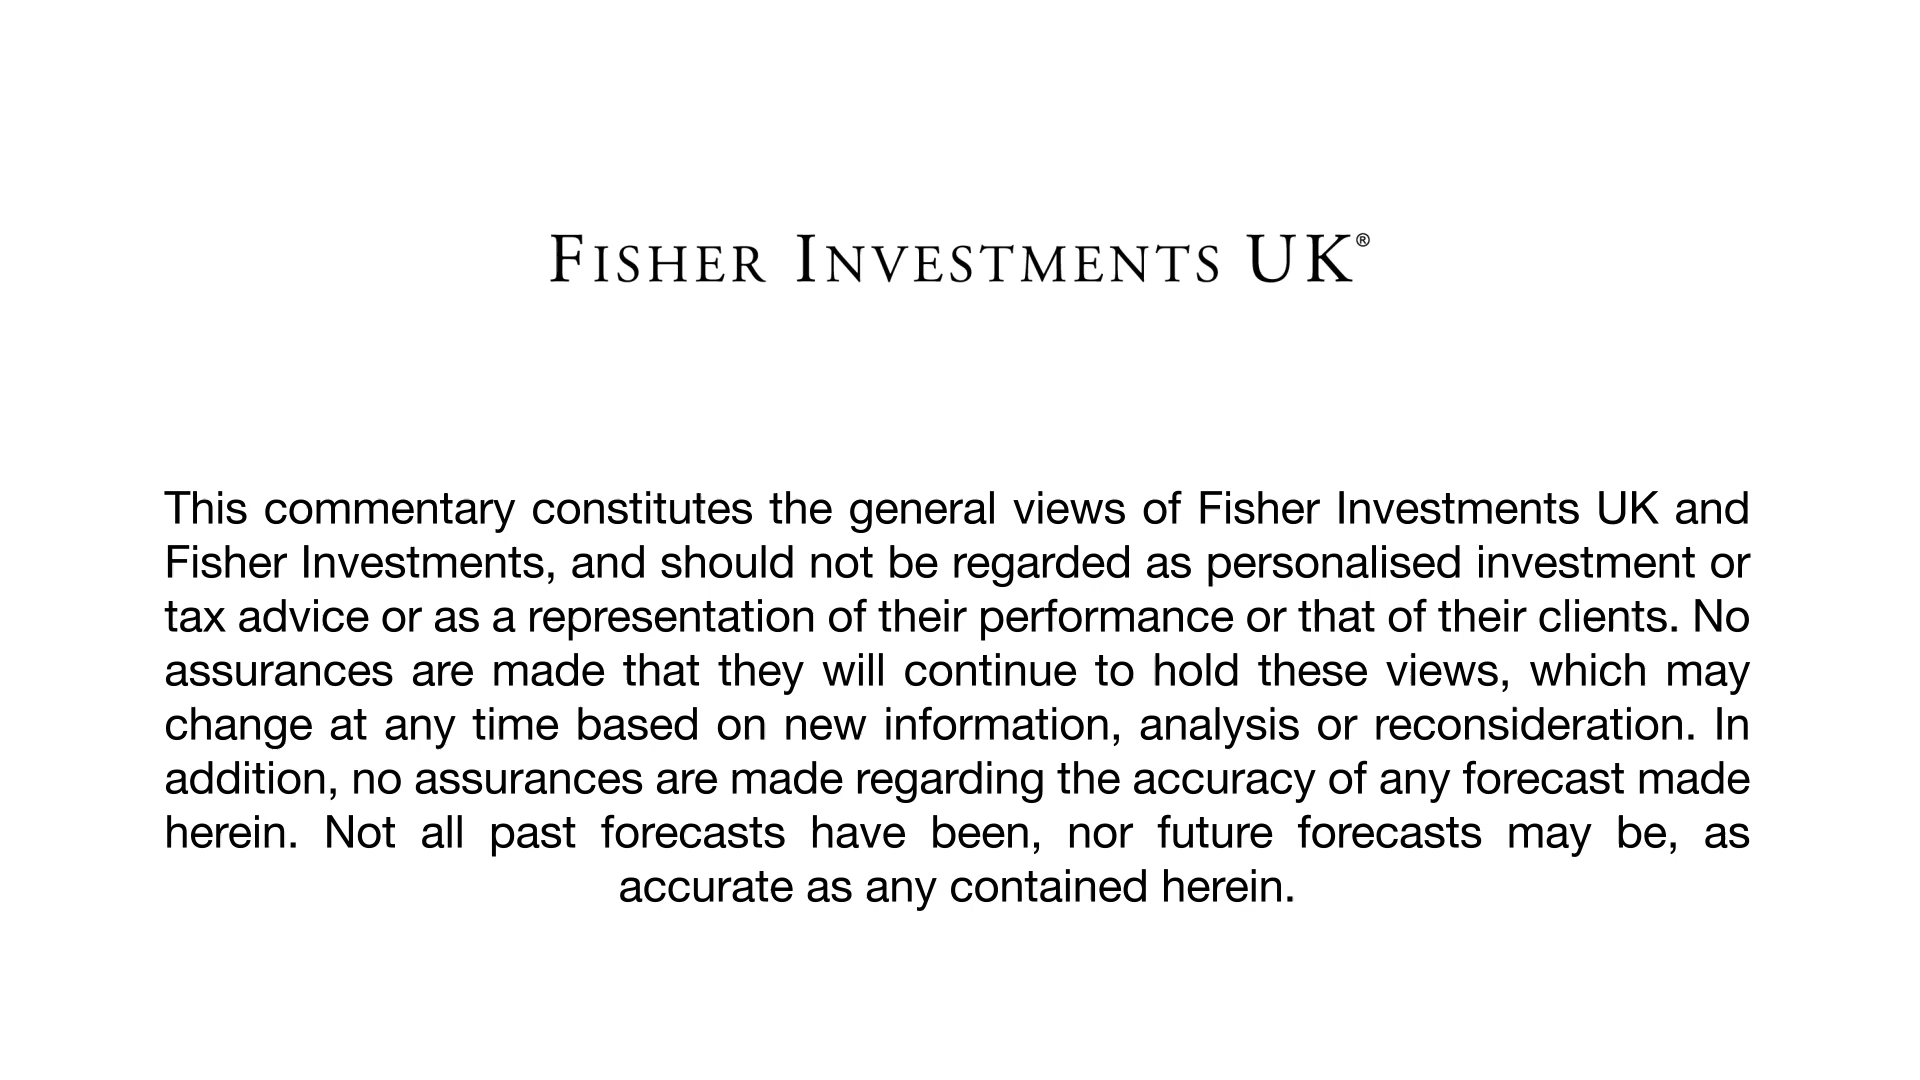 FISHER INVESTMENTS UK®
This commentary constitutes the general views of Fisher Investments UK and
Fisher Investments, and should not be regarded as personalised investment or
tax advice or as a representation of their performance or that of their clients. No
assurances are made that they will continue to hold these views, which may
change at any time based on new information, analysis or reconsideration. In
addition, no assurances are made regarding the accuracy of any forecast made
herein. Not all past forecasts have been, nor future forecasts may be, as
accurate as any contained herein.